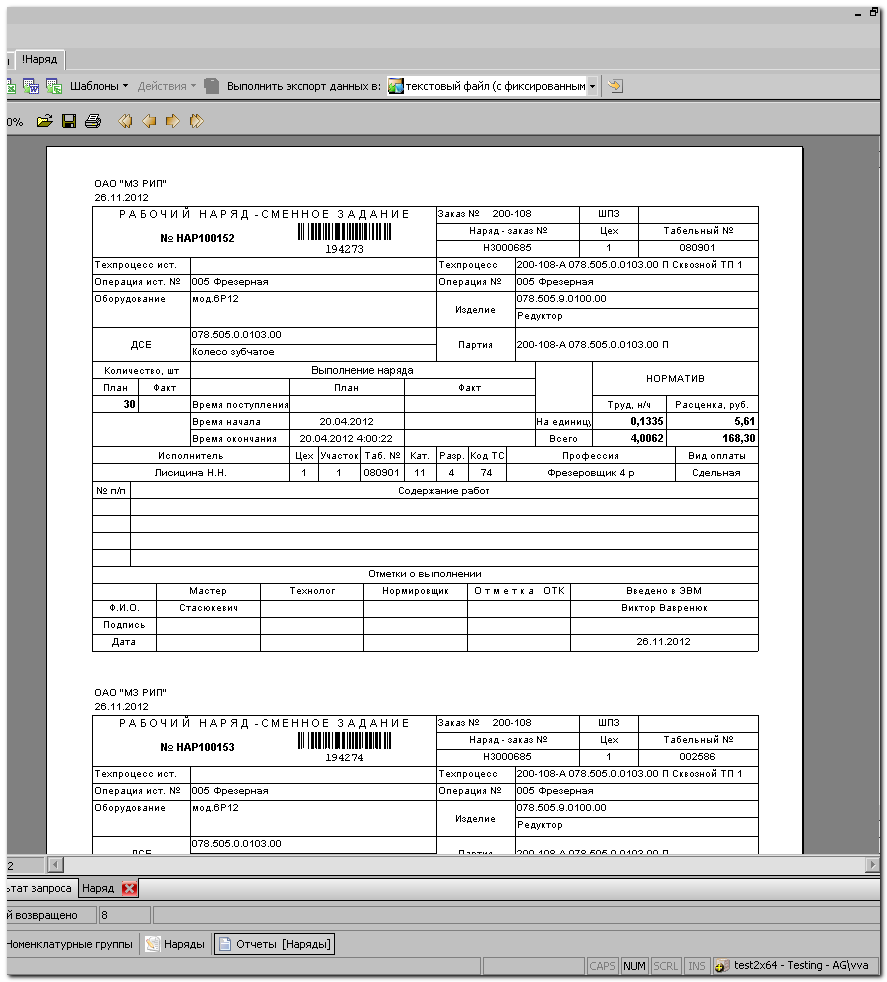 !Наряд
Шаблоны Действия Выполнить экспорт данных в: текстовый файл (с фиксированным
0%
ОАО "МЗ РИП"
26.11.2012
РАБОЧИЙ НАРЯД-СМЕННОЕ ЗАДАНИЕ Заказ № 200-108 ШПЗ
№ НАР100152 Наряд - заказ № Цех Табельный №
194273 Н3000685 1 080901
Техпроцесс ист. Техпроцесс 200-108-А 078.505.0.0103.00 П Сквозной ТП 1
Операция ист. № 005 Фрезерная Операция № 005 Фрезерная
Оборудование мод.6Р12 Изделие 078.505.9.0100.00
Редуктор
ДСЕ 078.505.0.0103.00 Партия 200-108-А 078.505.0.0103.00 П
Колесо зубчатое
Количество, шт Выполнение наряда НОРМАТИВ
План Факт План Факт
30 Время поступления Труд, н/ч Расценка, руб.
Время начала 20.04.2012 На единицу 0,1335 5,61
Время окончания 20.04.2012 4:00:22 Всего 4,0062 168,30
Исполнитель Цех Участок Таб. № Кат. Разр. Код ТС Профессия Вид оплаты
Лисицина Н.Н. 1 1 080901 11 4 74 Фрезеровщик 4 р Сдельная
№ п/п Содержание работ
Отметки о выполнении
Мастер Технолог Нормировщик Отметка ОТК Введено в ЭВМ
Ф.И.О. Стасюкевич Виктор Вавренюк
Подпись
Дата 26.11.2012
ОАО "МЗ РИП"
26.11.2012
РАБОЧИЙ НАРЯД-СМЕННОЕ ЗАДАНИЕ Заказ № 200-108 ШПЗ
№ НАР100153 Наряд - заказ № Цех Табельный №
194274 Н3000685 1 002586
Техпроцесс ист. Техпроцесс 200-108-А 078.505.0.0103.00 П Сквозной ТП 1
Операция ист. № 005 Фрезерная Операция № 005 Фрезерная
Оборудование мод.6Р12 Изделие 078.505.9.0100.00
Редуктор
078.505.0.0103.00
ДСЕ Партия 200-108-А 078.505.0.0103.00 П
2
ьтат запроса Наряд
й возвращено 8
Номенклатурные группы Наряды Отчеты [Наряды]
CAPS NUM SCRL INS test2x64 - Testing - AG\vva